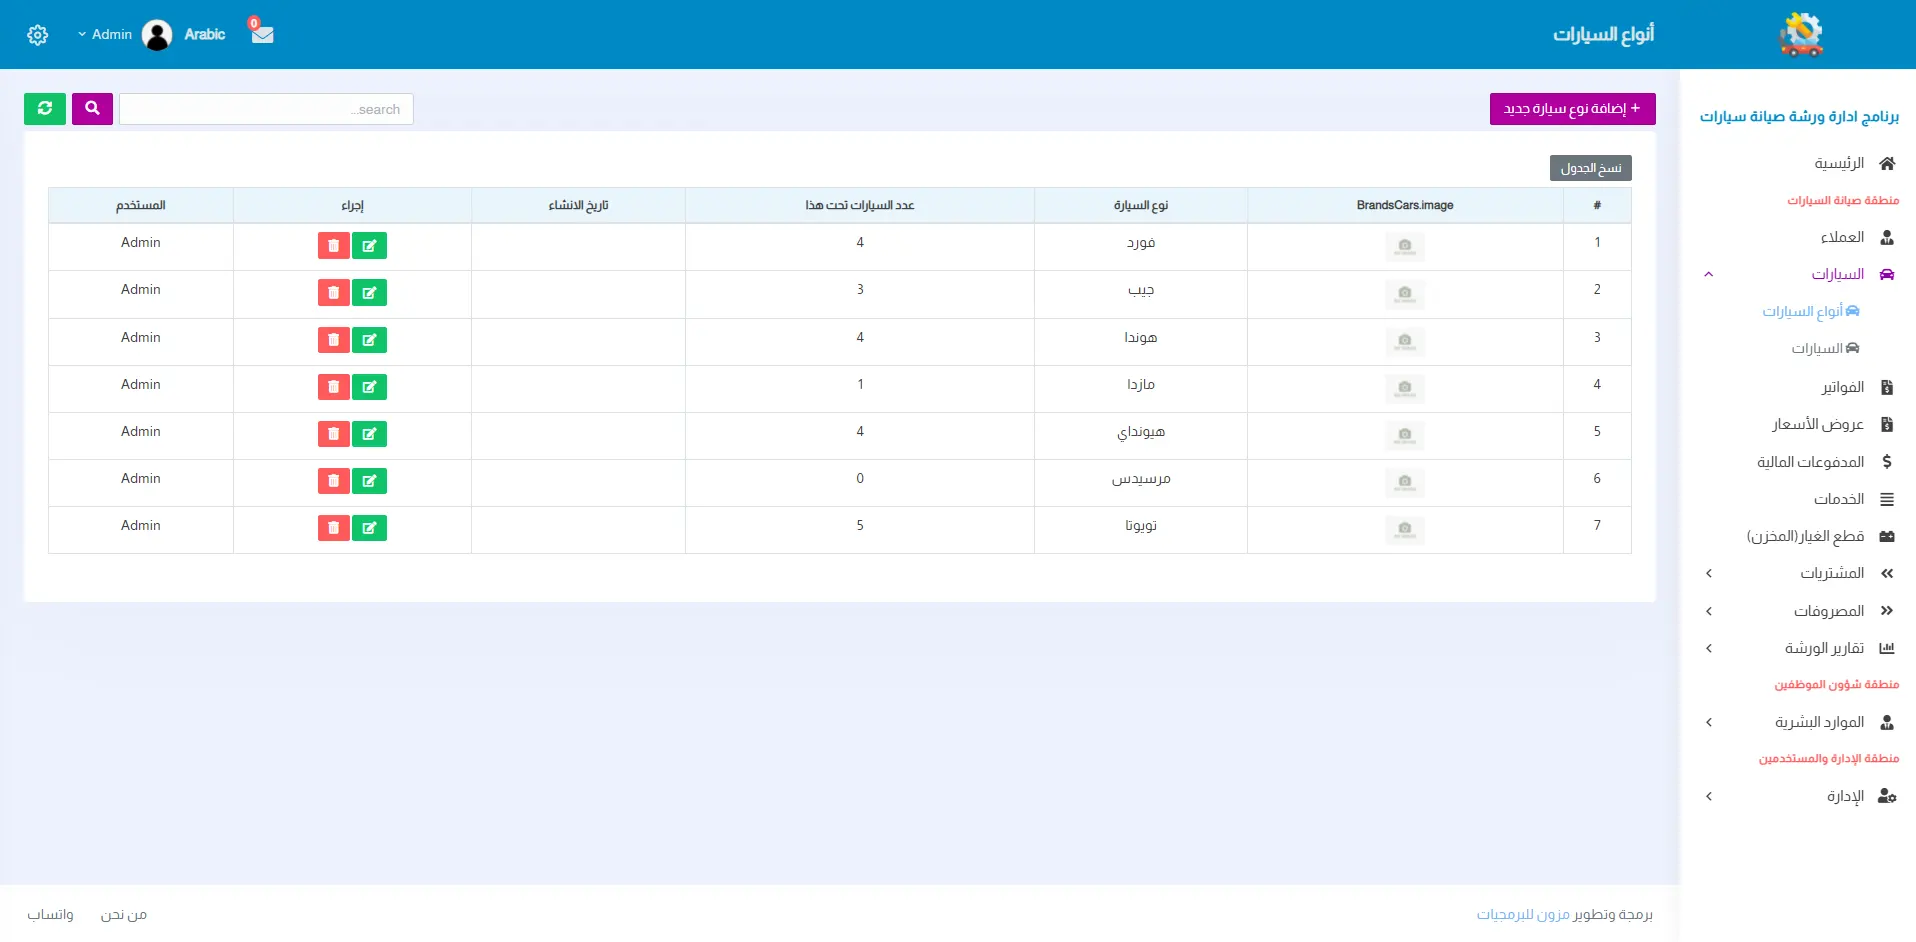 أنواع السيارات
0
Arabic
Admin
برنامج ادارة ورشة صيانة سيارات
الرئيسية
منطقة صيانة السيارات
العملاء
السيارات
أنواع السيارات
السيارات
الفواتير
عروض الأسعار
المدفوعات المالية
الخدمات
قطع الغيار(المخزن)
المشتريات
المصروفات
تقارير الورشة
منطقة شؤون الموظفين
الموارد البشرية
منطقة الإدارة والمستخدمين
الإدارة
+ إضافة نوع سيارة جديد
search...
نسخ الجدول
# BrandsCars.image نوع السيارة عدد السيارات تحت هذا تاريخ الانشاء إجراء المستخدم
1 فورد 4 Admin
2 جيب 3 Admin
3 هوندا 4 Admin
4 مازدا 1 Admin
5 هيونداي 4 Admin
6 مرسيدس 0 Admin
7 تويوتا 5 Admin
برمجة وتطوير مزون للبرمجيات
من نحن
واتساب